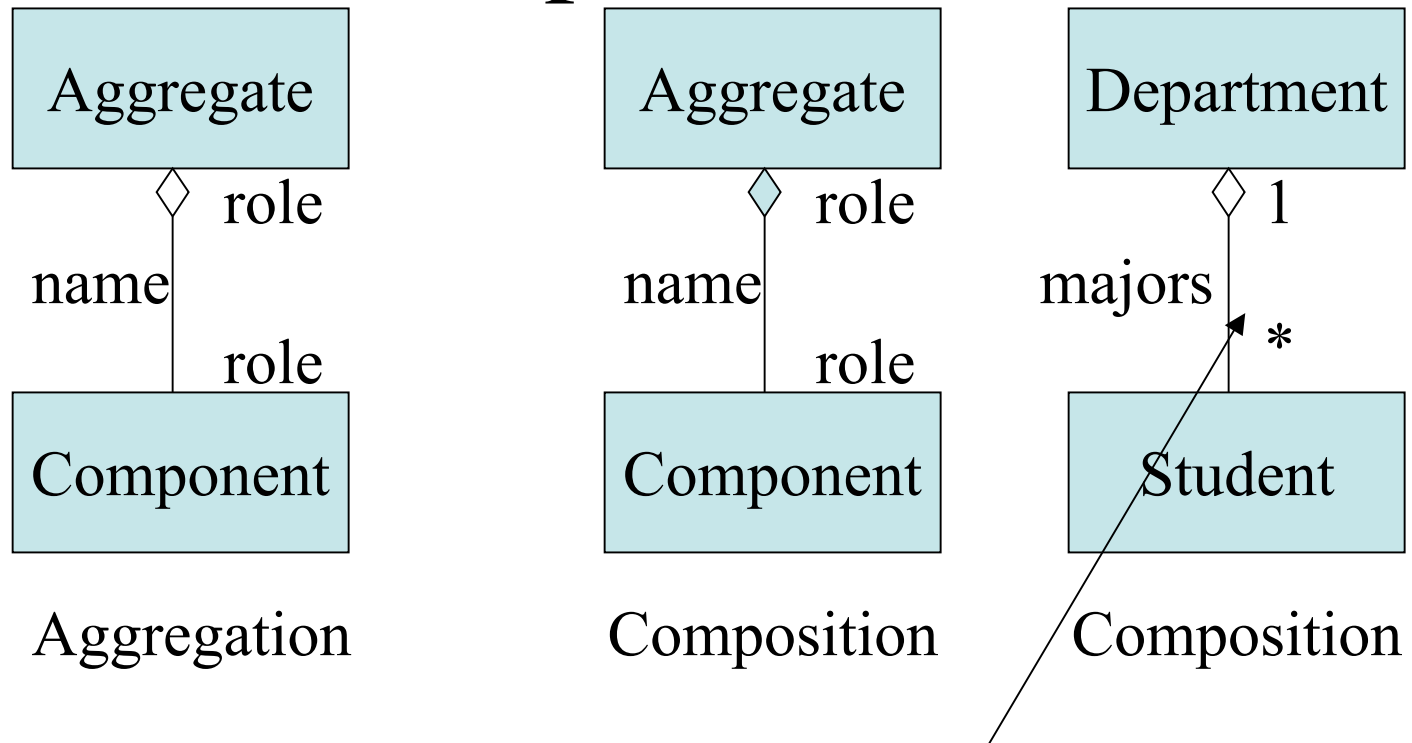 Aggregate
role
name
role
Component
Aggregation
Aggregate
role
name
role
Component
Composition
Department
1
majors
*
Student
Composition